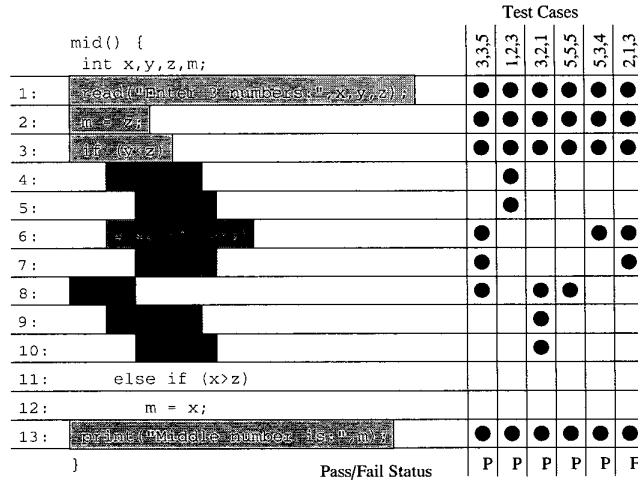 Test Cases
3,3,5 1,2,3 3,2,1 5,5,5 5,3,4 2,1,3
mid() {
int x,y,z,m;
1: read("Enter 3 numbers:",x,y,z);
2: m = z;
3: if (y<z)
4:
5:
6:
7:
8:
9:
10:
11: else if (x>z)
12: m = x;
13: print("Middle number is:",m);
}
Pass/Fail Status P P P P P F